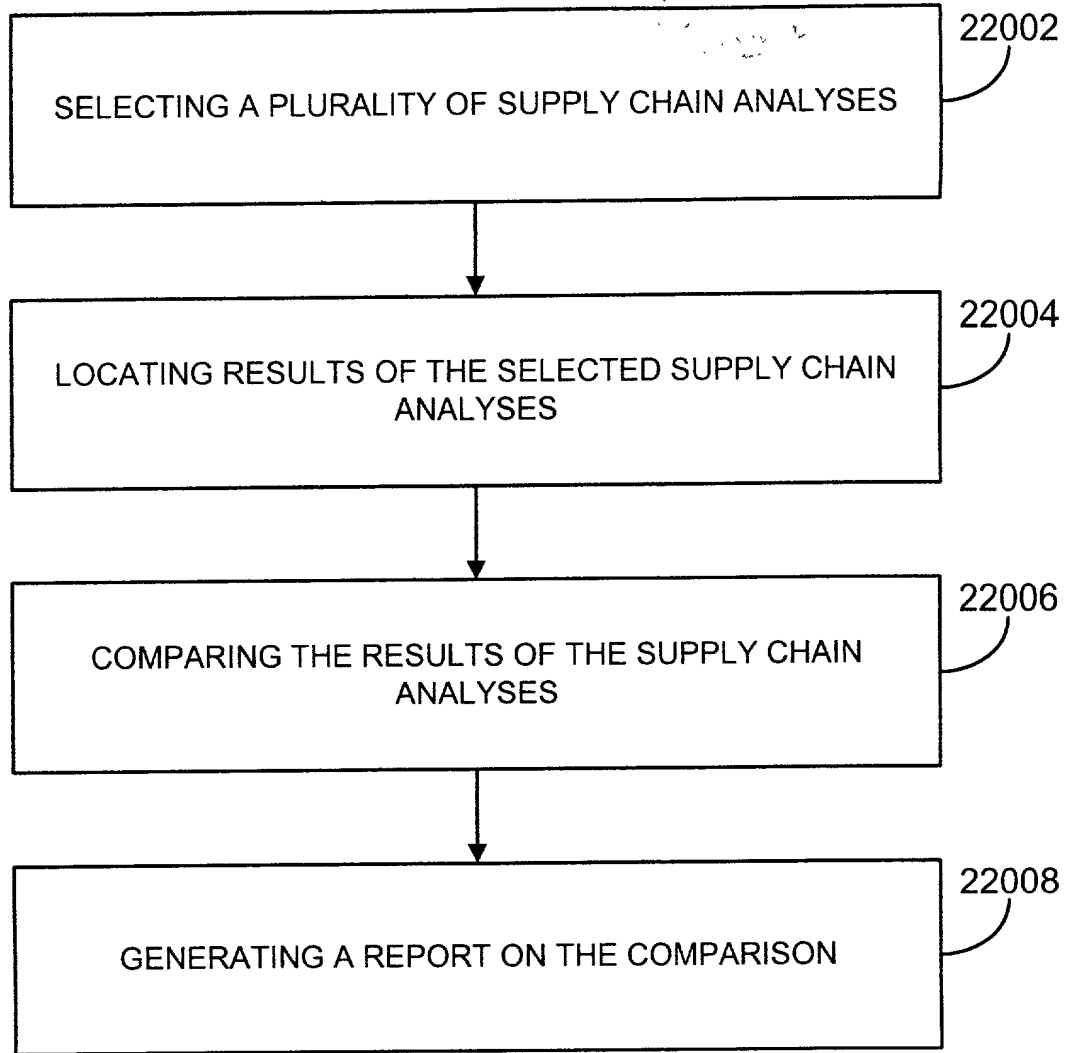 22002
SELECTING A PLURALITY OF SUPPLY CHAIN ANALYSES
22004
LOCATING RESULTS OF THE SELECTED SUPPLY CHAIN
ANALYSES
22006
COMPARING THE RESULTS OF THE SUPPLY CHAIN
ANALYSES
22008
GENERATING A REPORT ON THE COMPARISON